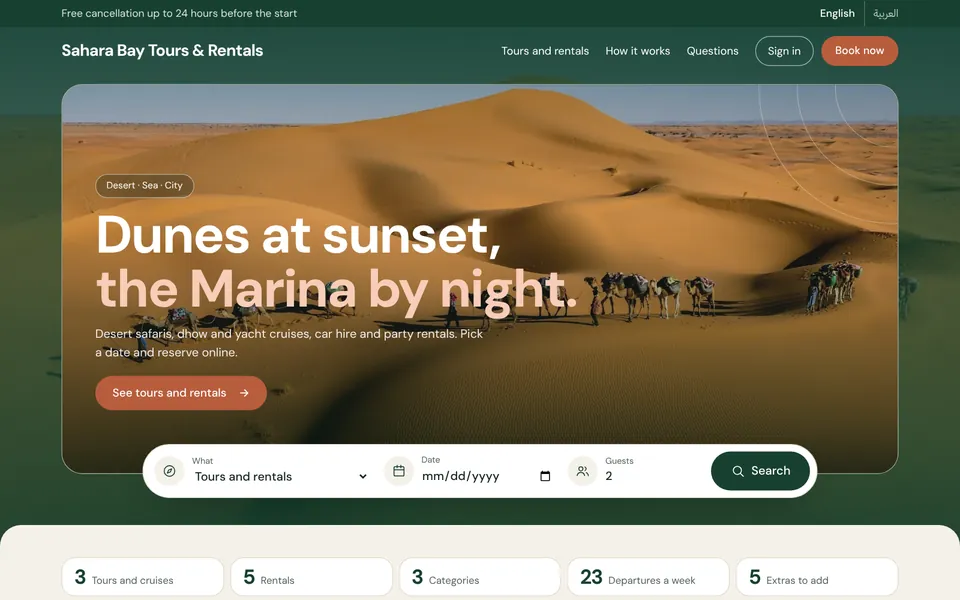 Free cancellation up to 24 hours before the start
English
العربية
Sahara Bay Tours & Rentals
Tours and rentals
How it works
Questions
Sign in
Book now
Desert · Sea · City
Dunes at sunset,
the Marina by night.
Desert safaris, dhow and yacht cruises, car hire and party rentals. Pick
a date and reserve online.
See tours and rentals
What
Tours and rentals
Date
mm/dd/yyyy
Guests
2
Search
3 Tours and cruises
5 Rentals
3 Categories
23 Departures a week
5 Extras to add